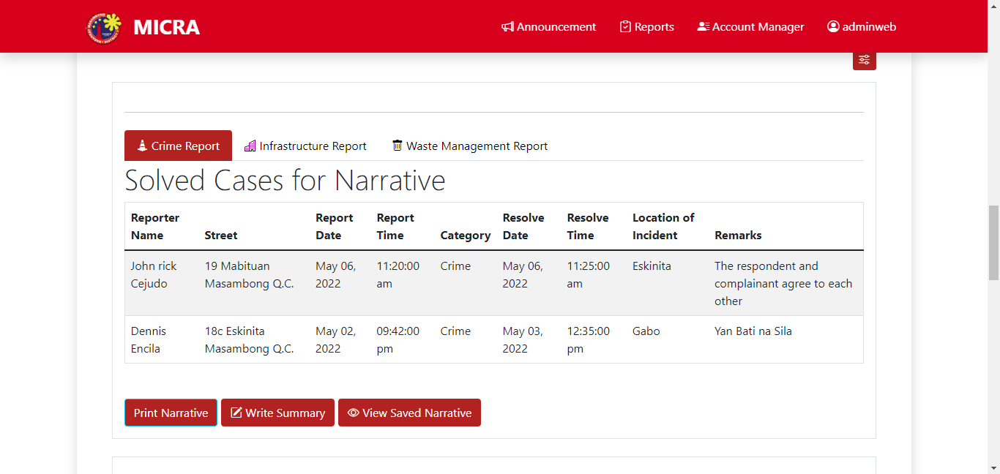 MICRA
Announcement
Reports
Account Manager
adminweb
Crime Report
Infrastructure Report
Waste Management Report
Solved Cases for Narrative
Reporter Name Street Report Date Report Time Category Resolve Date Resolve Time Location of Incident Remarks
John rick Cejudo 19 Mabituan Masambong Q.C. May 06, 2022 11:20:00 am Crime May 06, 2022 11:25:00 am Eskinita The respondent and complainant agree to each other
Dennis Encila 18c Eskinita Masambong Q.C. May 02, 2022 09:42:00 pm Crime May 03, 2022 12:35:00 pm Gabo Yan Bati na Sila
Print Narrative
Write Summary
View Saved Narrative